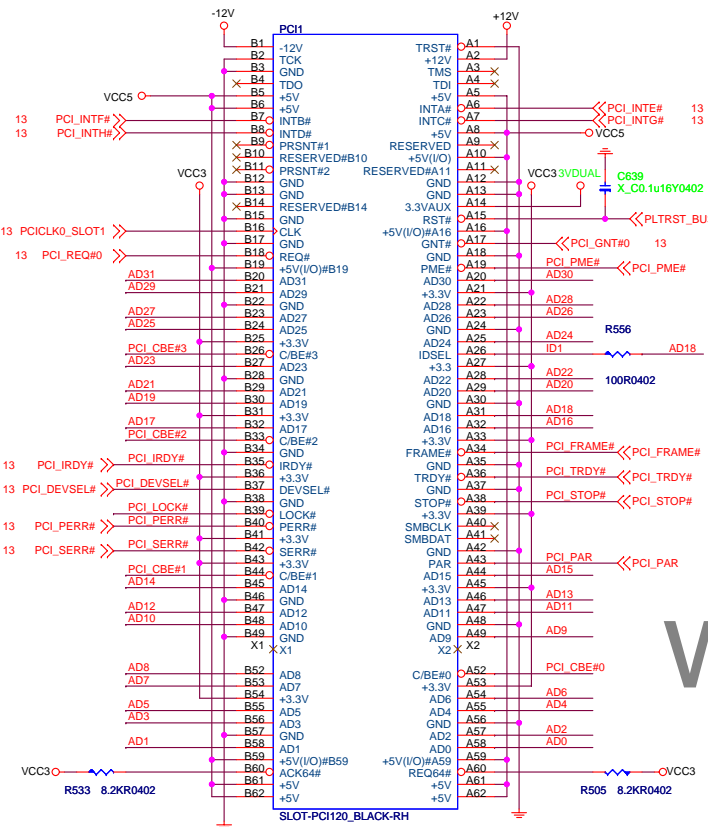 -12V +12V
PCI1
B1 -12V TRST# A1
B2 TCK +12V A2
B3 GND TMS A3
B4 TDO TDI A4
VCC5 B5 +5V +5V A5
B6 +5V INTA# A6 PCI_INTE# 13
13 PCI_INTF# B7 INTB# INTC# A7 PCI_INTG# 13
13 PCI_INTH# B8 INTD# +5V A8 VCC5
B9 PRSNT#1 RESERVED A9
B10 RESERVED#B10 +5V(I/O) A10
B11 PRSNT#2 RESERVED#A11 A11
VCC3 B12 GND GND A12 VCC3 3VDUAL C639
B13 GND GND A13 X_C0.1u16Y0402
B14 RESERVED#B14 3.3VAUX A14
B15 GND RST# A15 PLTRST_BU
13 PCICLK0_SLOT1 B16 CLK +5V(I/O)#A16 A16
B17 GND GNT# A17 PCI_GNT#0 13
13 PCI_REQ#0 B18 REQ# GND A18
B19 +5V(I/O)#B19 PME# A19 PCI_PME# PCI_PME#
AD31 B20 AD31 AD30 A20 AD30
AD29 B21 AD29 +3.3V A21
B22 GND AD28 A22 AD28
AD27 B23 AD27 AD26 A23 AD26
AD25 B24 AD25 GND A24
B25 +3.3V AD24 A25 AD24 R556
PCI_CBE#3 B26 C/BE#3 IDSEL A26 ID1 AD18
AD23 B27 AD23 +3.3 A27
B28 GND AD22 A28 AD22 100R0402
AD21 B29 AD21 AD20 A29 AD20
AD19 B30 AD19 GND A30
B31 +3.3V AD18 A31 AD18
AD17 B32 AD17 AD16 A32 AD16
PCI_CBE#2 B33 C/BE#2 +3.3V A33
B34 GND FRAME# A34 PCI_FRAME# PCI_FRAME#
13 PCI_IRDY# PCI_IRDY# B35 IRDY# GND A35
B36 +3.3V TRDY# A36 PCI_TRDY# PCI_TRDY#
13 PCI_DEVSEL# PCI_DEVSEL# B37 DEVSEL# GND A37
B38 GND STOP# A38 PCI_STOP# PCI_STOP#
PCI_LOCK# B39 LOCK# +3.3V A39
13 PCI_PERR# PCI_PERR# B40 PERR# SMBCLK A40
B41 +3.3V SMBDAT A41
13 PCI_SERR# PCI_SERR# B42 SERR# GND A42
B43 +3.3V PAR A43 PCI_PAR PCI_PAR
PCI_CBE#1 B44 C/BE#1 AD15 A44 AD15
AD14 B45 AD14 +3.3V A45
B46 GND AD13 A46 AD13
AD12 B47 AD12 AD11 A47 AD11
AD10 B48 AD10 GND A48
B49 GND AD9 A49 AD9
X1 X1 X2 X2
V
AD8 B52 AD8 C/BE#0 A52 PCI_CBE#0
AD7 B53 AD7 +3.3V A53
B54 +3.3V AD6 A54 AD6
AD5 B55 AD5 AD4 A55 AD4
AD3 B56 AD3 GND A56
B57 GND AD2 A57 AD2
AD1 B58 AD1 AD0 A58 AD0
B59 +5V(I/O)#B59 +5V(I/O)#A59 A59
VCC3 B60 ACK64# REQ64# A60 VCC3
R533 8.2KR0402 B61 +5V +5V A61 R505 8.2KR0402
B62 +5V +5V A62
SLOT-PCI120_BLACK-RH